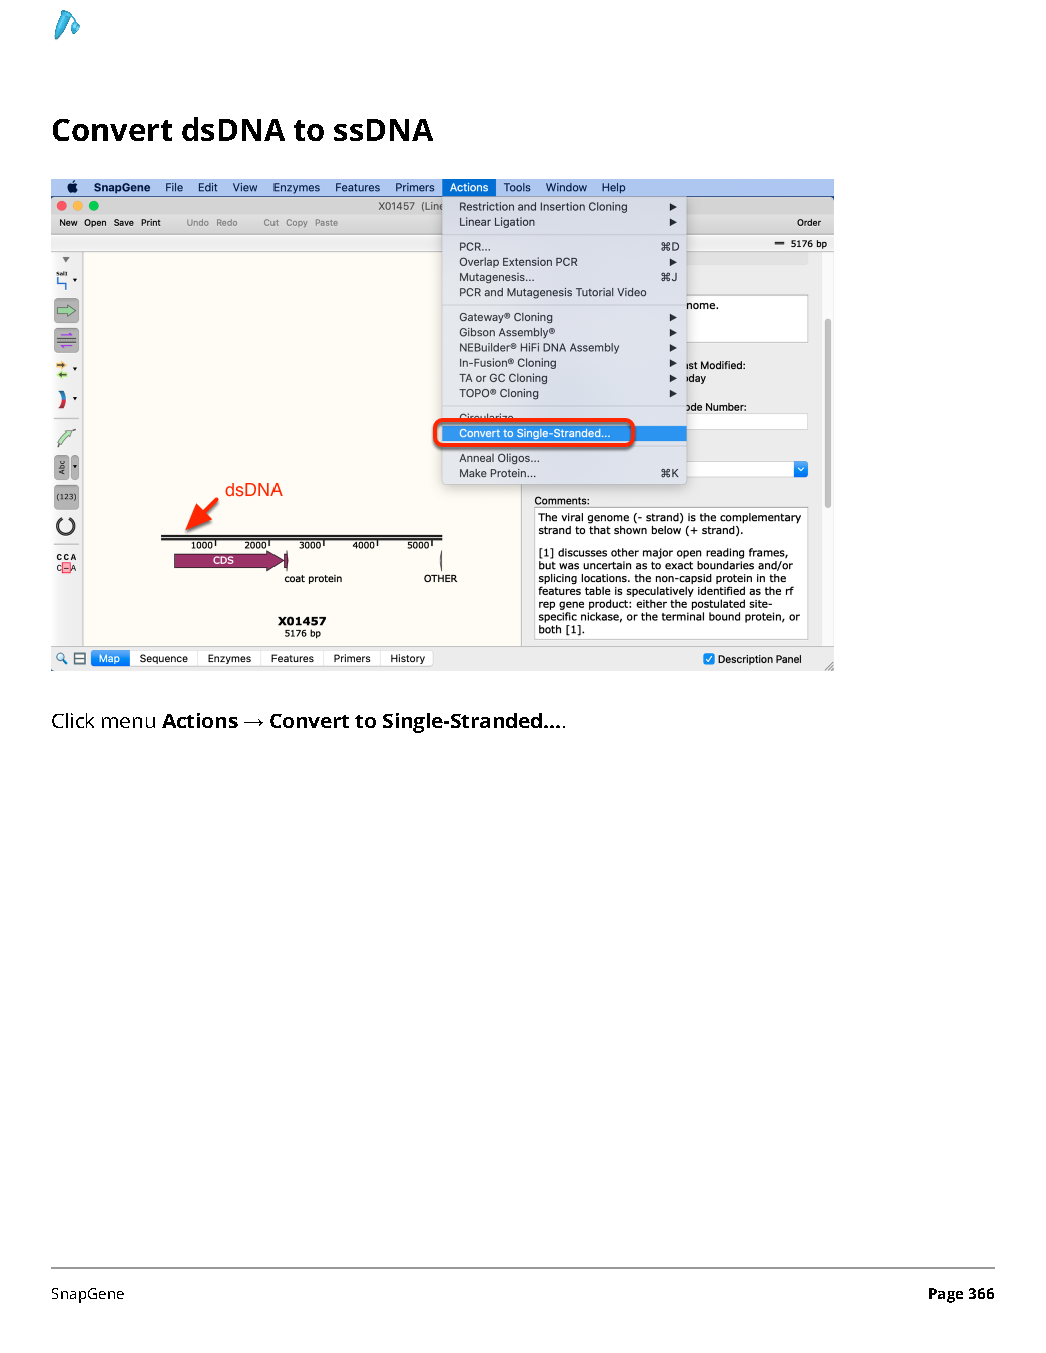 Convert dsDNA to ssDNA
SnapGene File Edit View Enzymes Features Primers Actions Tools Window Help
X01457 (Line
New Open Save Print Undo Redo Cut Copy Paste Order
5176 bp
Restriction and Insertion Cloning
Linear Ligation
PCR... ⌘D
Overlap Extension PCR
Mutagenesis... ⌘J
PCR and Mutagenesis Tutorial Video
Gateway® Cloning
Gibson Assembly®
NEBuilder® HiFi DNA Assembly
In-Fusion® Cloning
TA or GC Cloning
TOPO® Cloning
Circularize
Convert to Single-Stranded...
Anneal Oligos...
Make Protein... ⌘K
nome.
st Modified:
day
de Number:
SalI
Abc
(123)
C C A
C – A
dsDNA
1000 2000 3000 4000 5000
CDS
coat protein
OTHER
X01457
5176 bp
Comments:
The viral genome (- strand) is the complementary
strand to that shown below (+ strand).
[1] discusses other major open reading frames,
but was uncertain as to exact boundaries and/or
splicing locations. the non-capsid protein in the
features table is speculatively identified as the rf
rep gene product: either the postulated site-
specific nickase, or the terminal bound protein, or
both [1].
Map Sequence Enzymes Features Primers History
Description Panel
Click menu Actions → Convert to Single-Stranded....
SnapGene
Page 366